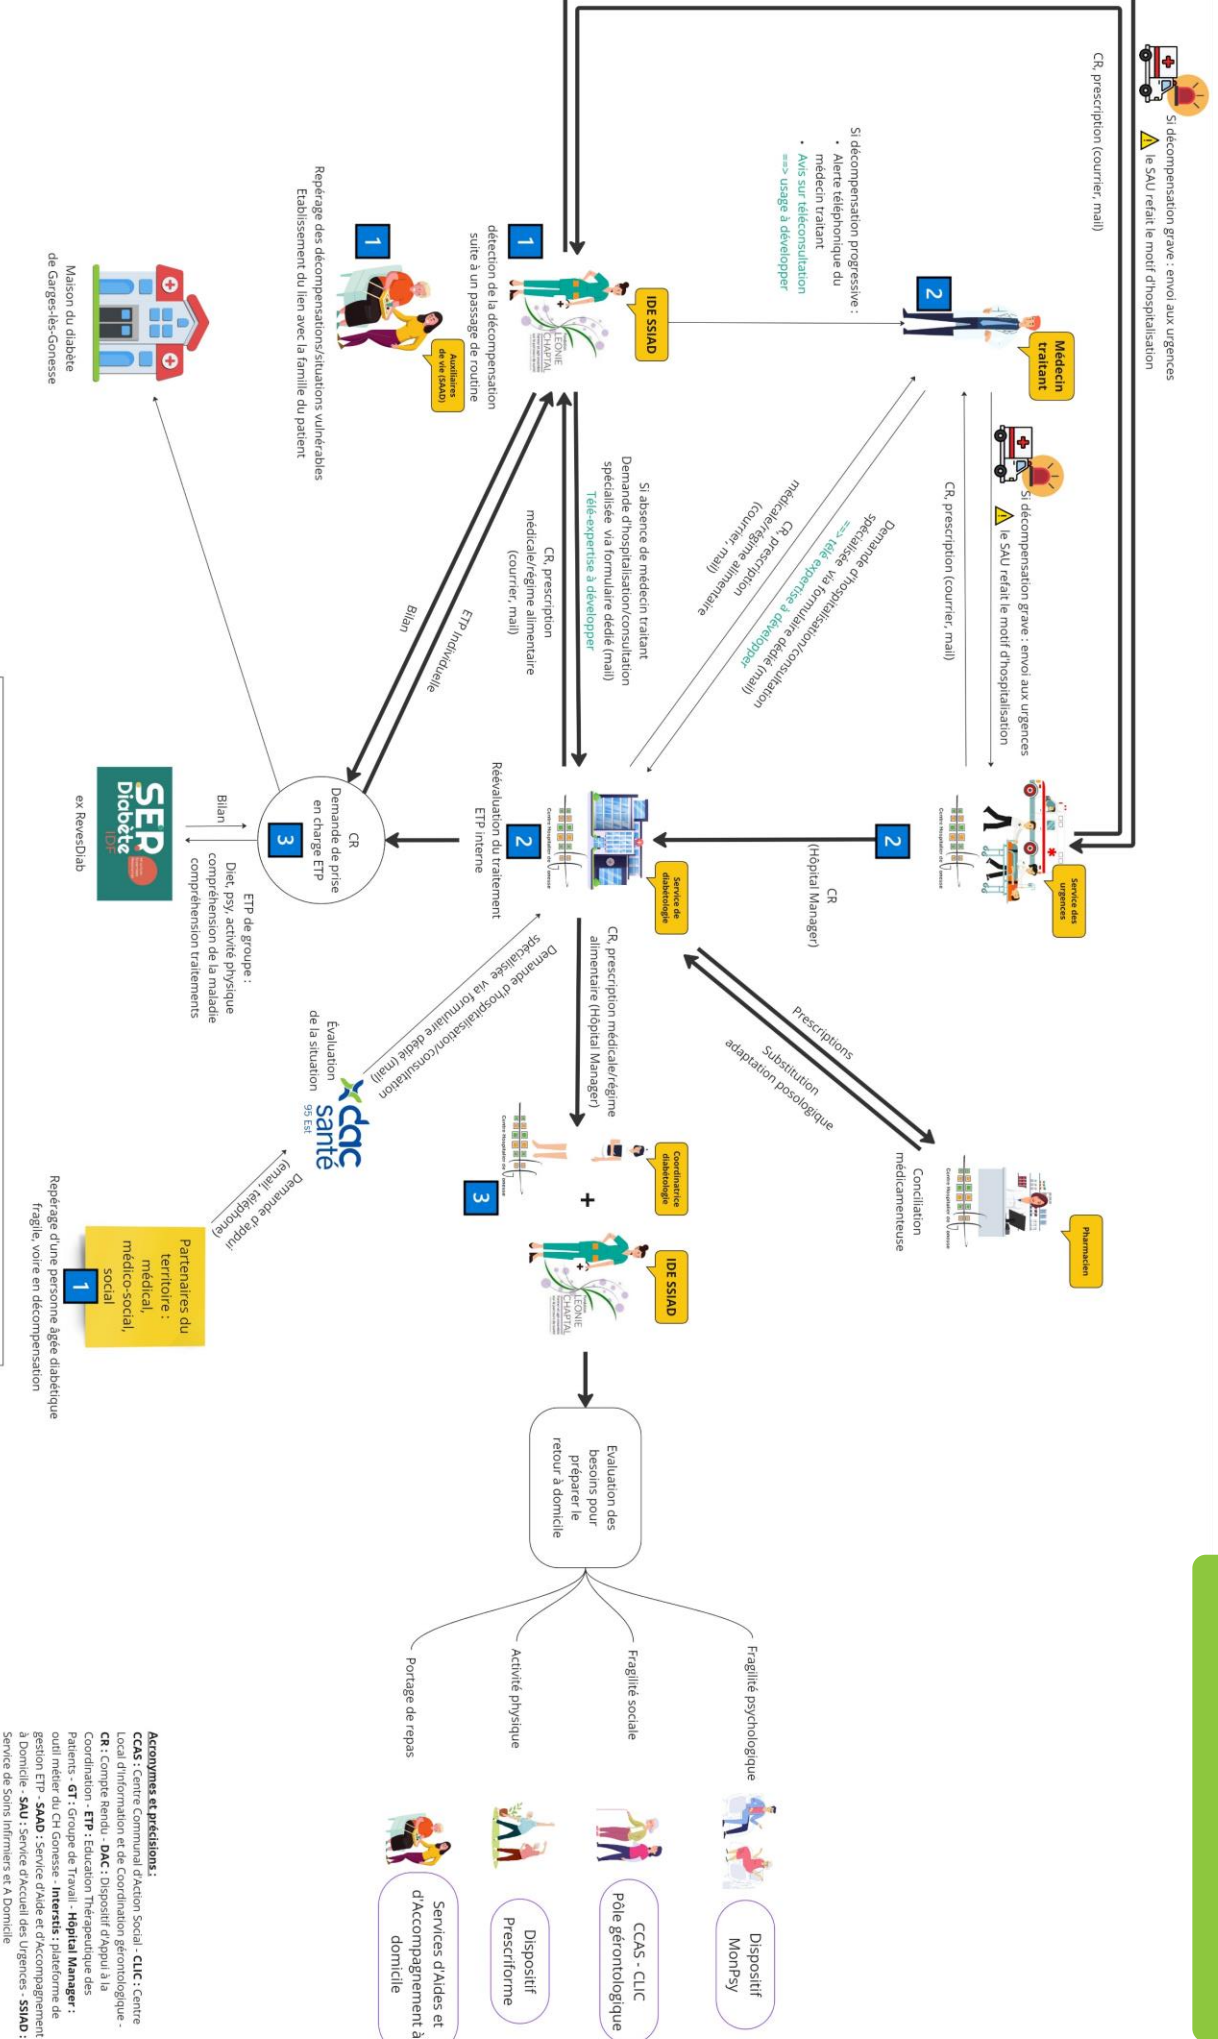 Si décompensation grave : envoi aux urgences
le SAU refait le motif d'hospitalisation
CR, prescription (courrier, mail)
Si décompensation progressive :
• Alerte téléphonique du
médecin traitant
• Avis sur téléconsultation
==> usage à développer
2
Médecin
traitant
Si décompensation grave : envoi aux urgences
le SAU refait le motif d'hospitalisation
CR, prescription (courrier, mail)
Service des
urgences
2
CR
(Hôpital Manager)
1
IDE SSIAD
LEONIE
CHAPTAL
détection de la décompensation
suite à un passage de routine
1
Auxiliaires
de vie (SAAD)
Repérage des décompensations/situations vulnérables
Etablissement du lien avec la famille du patient
Maison du diabète
de Garges-lès-Gonesse
Demande d'hospitalisation/consultation
spécialisée via formulaire dédié (mail)
==> télé expertise à développer
CR, prescription
médicale/régime alimentaire
(courrier, mail)
Si absence de médecin traitant
Demande d'hospitalisation/consultation
spécialisée via formulaire dédié (mail)
Télé-expertise à développer
CR, prescription
médicale/régime alimentaire
(courrier, mail)
ETP Individuelle
Bilan
Service de
diabétologie
2
Réévaluation du traitement
ETP interne
CR
Demande de prise
en charge ETP
3
Bilan
ETP de groupe :
Diet, psy, activité physique
compréhension de la maladie
compréhension traitements
SER
Diabète
IDF
ex RevesDiab
Prescriptions
Substitution
adaptation posologique
Pharmacien
Conciliation
médicamenteuse
CR, prescription médicale/régime
alimentaire (Hôpital Manager)
Demande d'hospitalisation/consultation
spécialisée via formulaire dédié (mail)
Évaluation
de la situation
dac
santé
95 Est
Demande d'appui
(email, téléphone)
Partenaires du
territoire :
médical,
médico-social,
social
1
Repérage d'une personne âgée diabétique
fragile, voire en décompensation
Coordinatrice
diabétologie
+
IDE SSIAD
LEONIE
CHAPTAL
3
Evaluation des
besoins pour
préparer le
retour à domicile
Fragilité psychologique
Dispositif
MonPsy
Fragilité sociale
CCAS - CLIC
Pôle gérontologique
Activité physique
Dispositif
Prescriforme
Portage de repas
Services d'Aides et
d'Accompagnement à
domicile
Acronymes et précisions :
CCAS : Centre Communal d'Action Social - CLIC : Centre
Local d'Information et de Coordination gérontologique -
CR : Compte Rendu - DAC : Dispositif d'Appui à la
Coordination - ETP : Education Thérapeutique des
Patients - GT : Groupe de Travail - Hôpital Manager :
outil métier du CH Gonesse - Interstis : plateforme de
gestion ETP - SAAD : Service d'Aide et d'Accompagnement
à Domicile - SAU : Service d'Accueil des Urgences - SSIAD :
Service de Soins Infirmiers et A Domicile